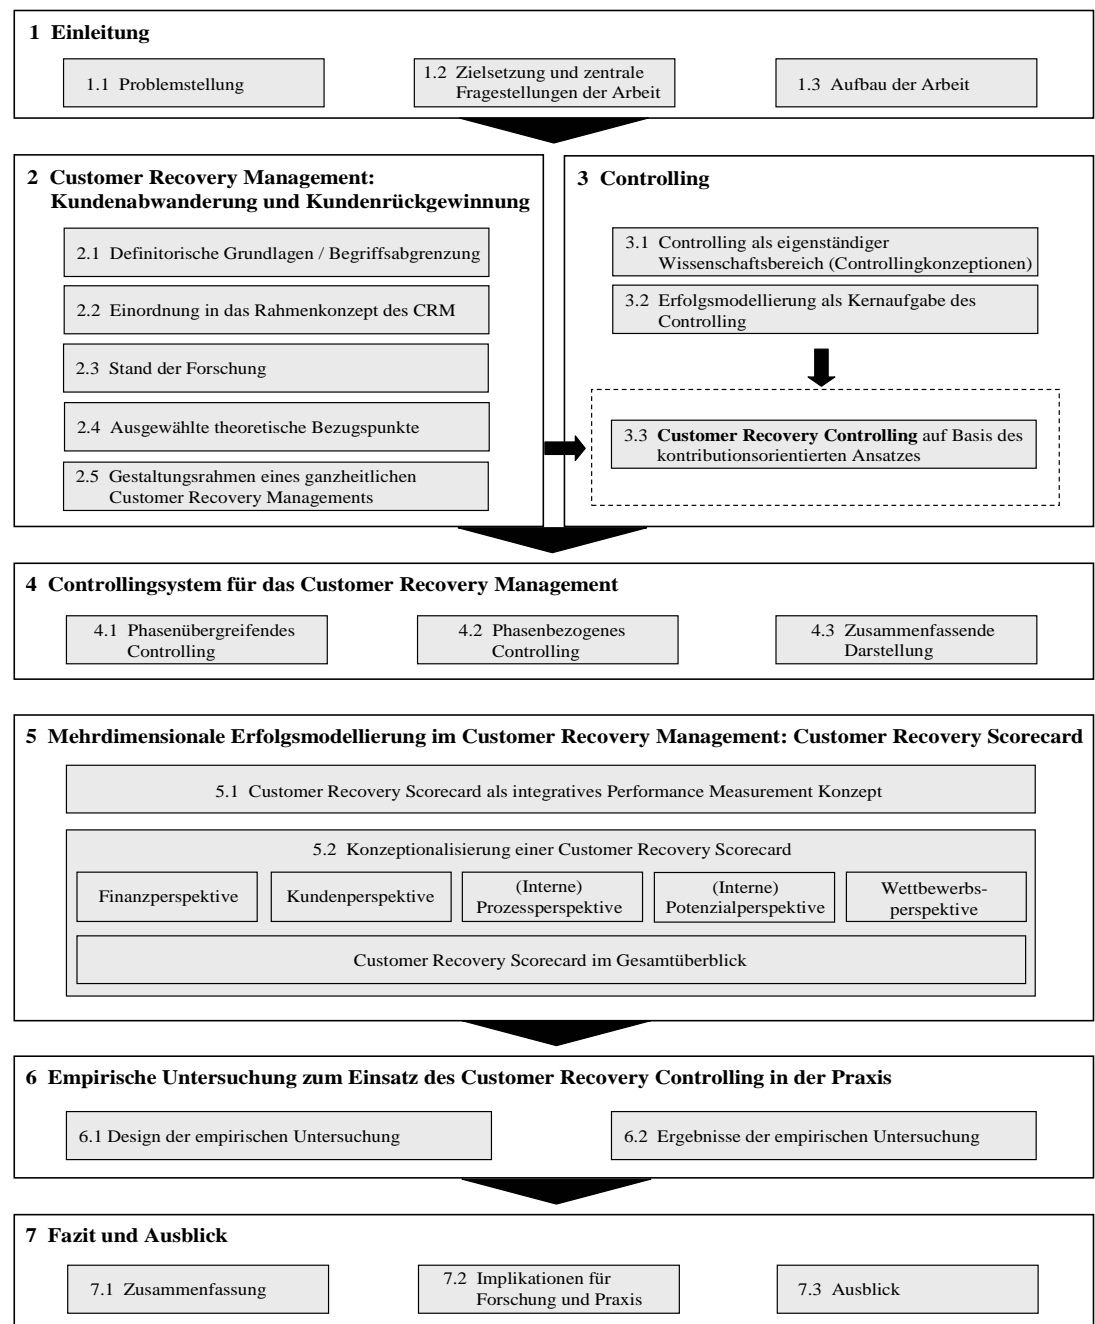 1 Einleitung
1.1 Problemstellung
1.2 Zielsetzung und zentrale
Fragestellungen der Arbeit
1.3 Aufbau der Arbeit
2 Customer Recovery Management:
Kundenabwanderung und Kundenrückgewinnung
2.1 Definitorische Grundlagen / Begriffsabgrenzung
2.2 Einordnung in das Rahmenkonzept des CRM
2.3 Stand der Forschung
2.4 Ausgewählte theoretische Bezugspunkte
2.5 Gestaltungsrahmen eines ganzheitlichen
Customer Recovery Managements
3 Controlling
3.1 Controlling als eigenständiger
Wissenschaftsbereich (Controllingkonzeptionen)
3.2 Erfolgsmodellierung als Kernaufgabe des
Controlling
3.3 Customer Recovery Controlling auf Basis des
kontributionsorientierten Ansatzes
4 Controllingsystem für das Customer Recovery Management
4.1 Phasenübergreifendes
Controlling
4.2 Phasenbezogenes
Controlling
4.3 Zusammenfassende
Darstellung
5 Mehrdimensionale Erfolgsmodellierung im Customer Recovery Management: Customer Recovery Scorecard
5.1 Customer Recovery Scorecard als integratives Performance Measurement Konzept
5.2 Konzeptionalisierung einer Customer Recovery Scorecard
Finanzperspektive
Kundenperspektive
(Interne)
Prozessperspektive
(Interne)
Potenzialperspektive
Wettbewerbs-
perspektive
Customer Recovery Scorecard im Gesamtüberblick
6 Empirische Untersuchung zum Einsatz des Customer Recovery Controlling in der Praxis
6.1 Design der empirischen Untersuchung
6.2 Ergebnisse der empirischen Untersuchung
7 Fazit und Ausblick
7.1 Zusammenfassung
7.2 Implikationen für
Forschung und Praxis
7.3 Ausblick